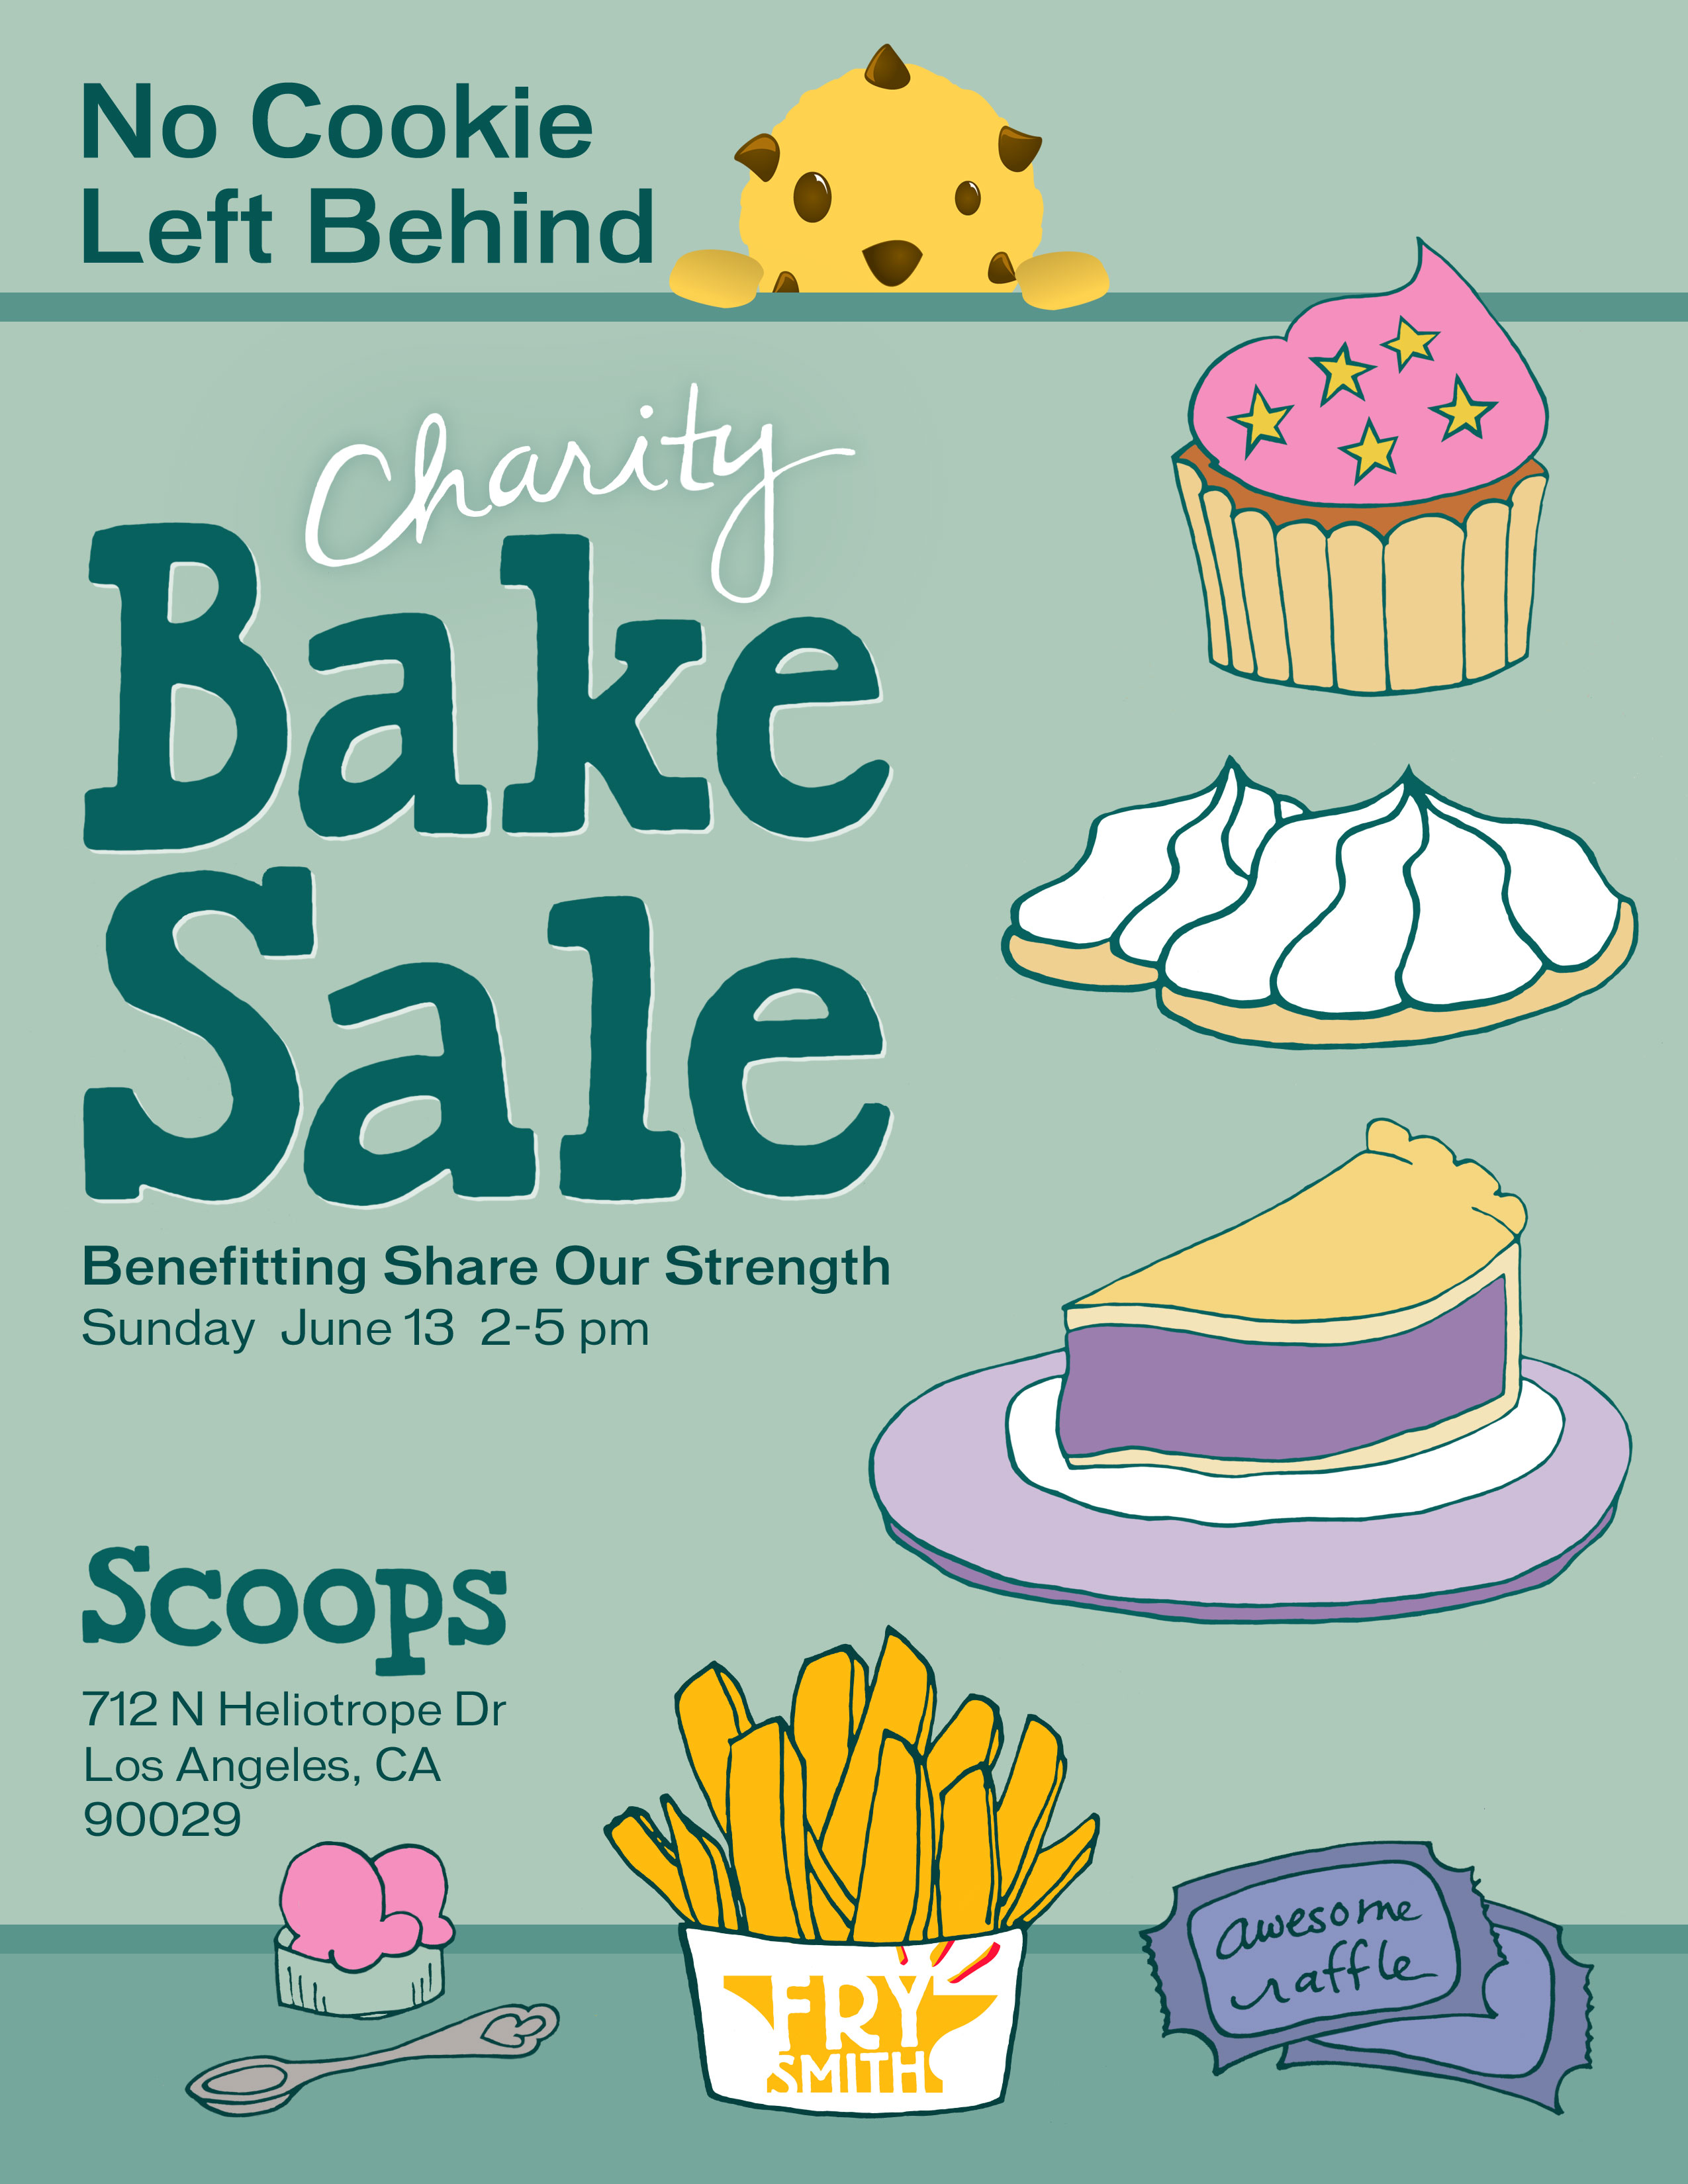 No Cookie
Left Behind
Charity
Bake
Sale
Benefitting Share Our Strength
Sunday June 13 2-5 pm
Scoops
712 N Heliotrope Dr
Los Angeles, CA
90029
FRY
SMITH
awesome
raffle